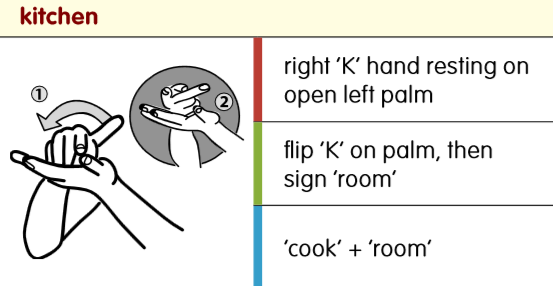 kitchen
①
②
right ‘K’ hand resting on
open left palm
flip ‘K’ on palm, then
sign ‘room’
‘cook’ + ‘room’